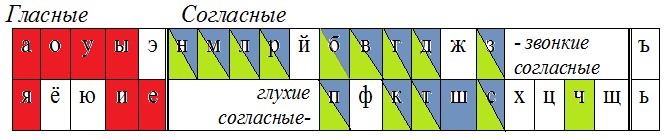 Гласные Согласные
а о у ы э н м л р й б в г д ж з - звонкие согласные ъ
я ё ю и е глухие согласные- п ф к т ш с х ц ч щ ь